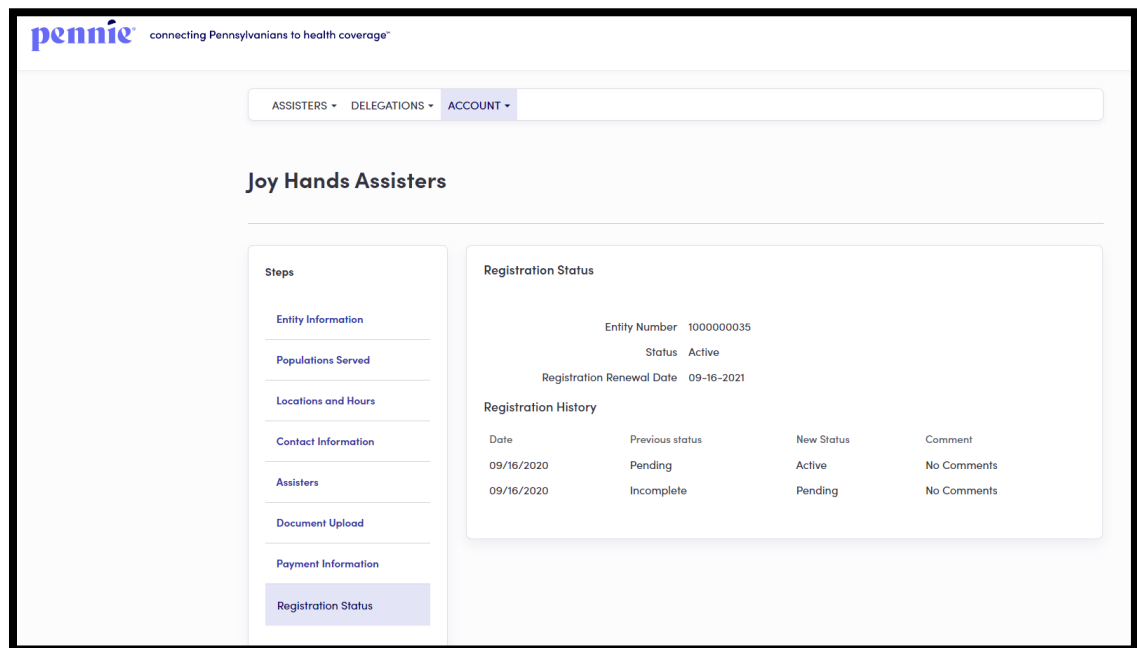 pennie® connecting Pennsylvanians to health coverage™
ASSISTERS DELEGATIONS ACCOUNT
Joy Hands Assisters
Steps
Entity Information
Populations Served
Locations and Hours
Contact Information
Assisters
Document Upload
Payment Information
Registration Status
Registration Status
Entity Number 1000000035
Status Active
Registration Renewal Date 09-16-2021
Registration History
Date Previous status New Status Comment
09/16/2020 Pending Active No Comments
09/16/2020 Incomplete Pending No Comments